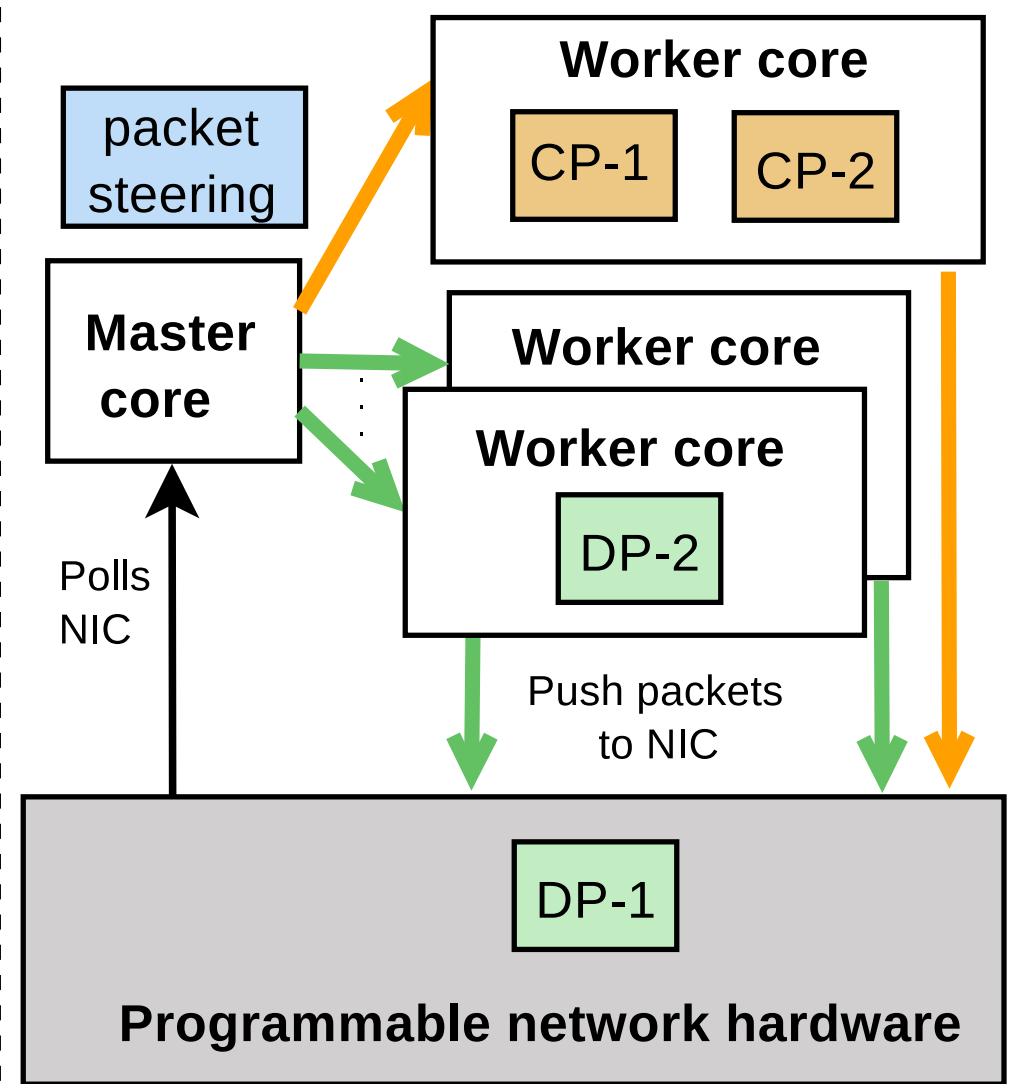 Worker core
packet
steering
CP-1
CP-2
Master
core
Worker core
Worker core
DP-2
Polls
NIC
Push packets
to NIC
DP-1
Programmable network hardware